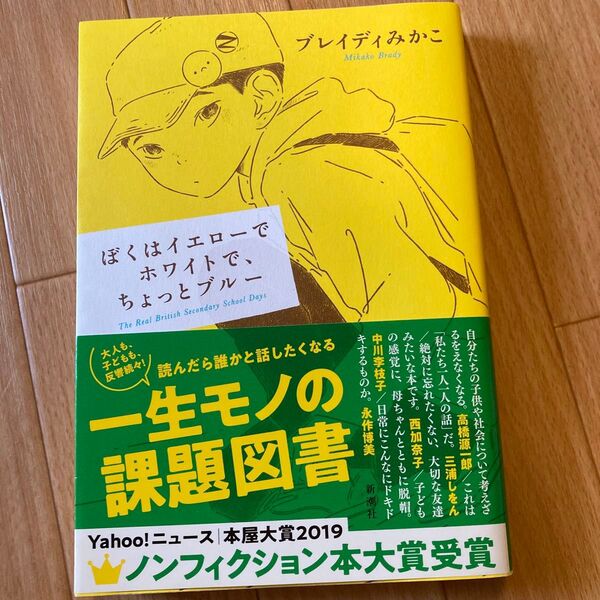 ブレイディみかこ
Mikako Brady
ぼくはイエローで
ホワイトで、
ちょっとブルー
The Real British Secondary School Days
大人も、
子どもも、
反響続々!
読んだら誰かと話したくなる
一生モノの
課題図書
自分たちの子供や社会について考えざ
るをえなくなる。高橋源一郎/これは
「私たち一人一人の話」だ。三浦しをん
/絶対に忘れたくない、大切な友達
みたいな本です。西加奈子/子ども
の感覚に、母ちゃんとともに脱帽。
中川李枝子/日常にこんなにドキド
キするものか。永作博美
新潮社
Yahoo!ニュース|本屋大賞2019
ノンフィクション本大賞受賞